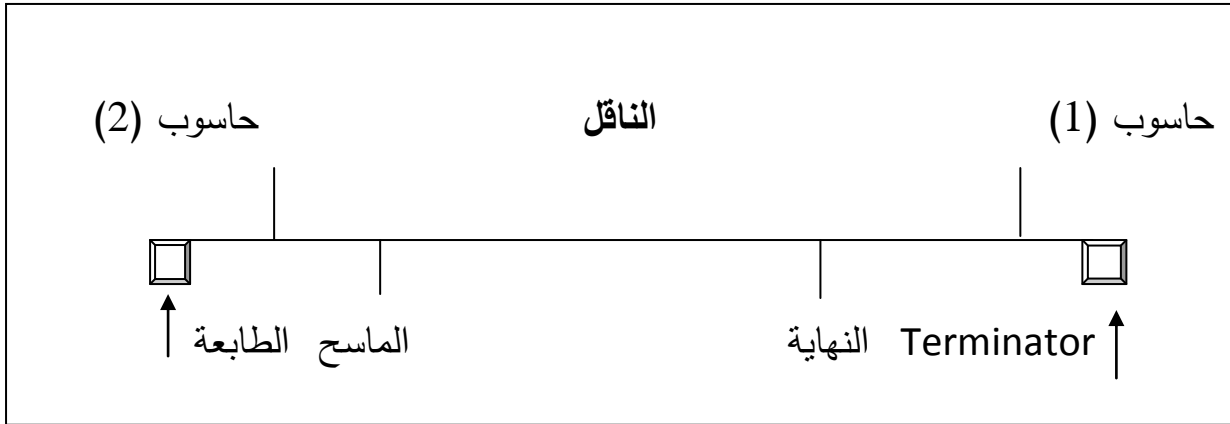 حاسوب (1) الناقل حاسوب (2)
Terminator النهاية الماسح الطابعة